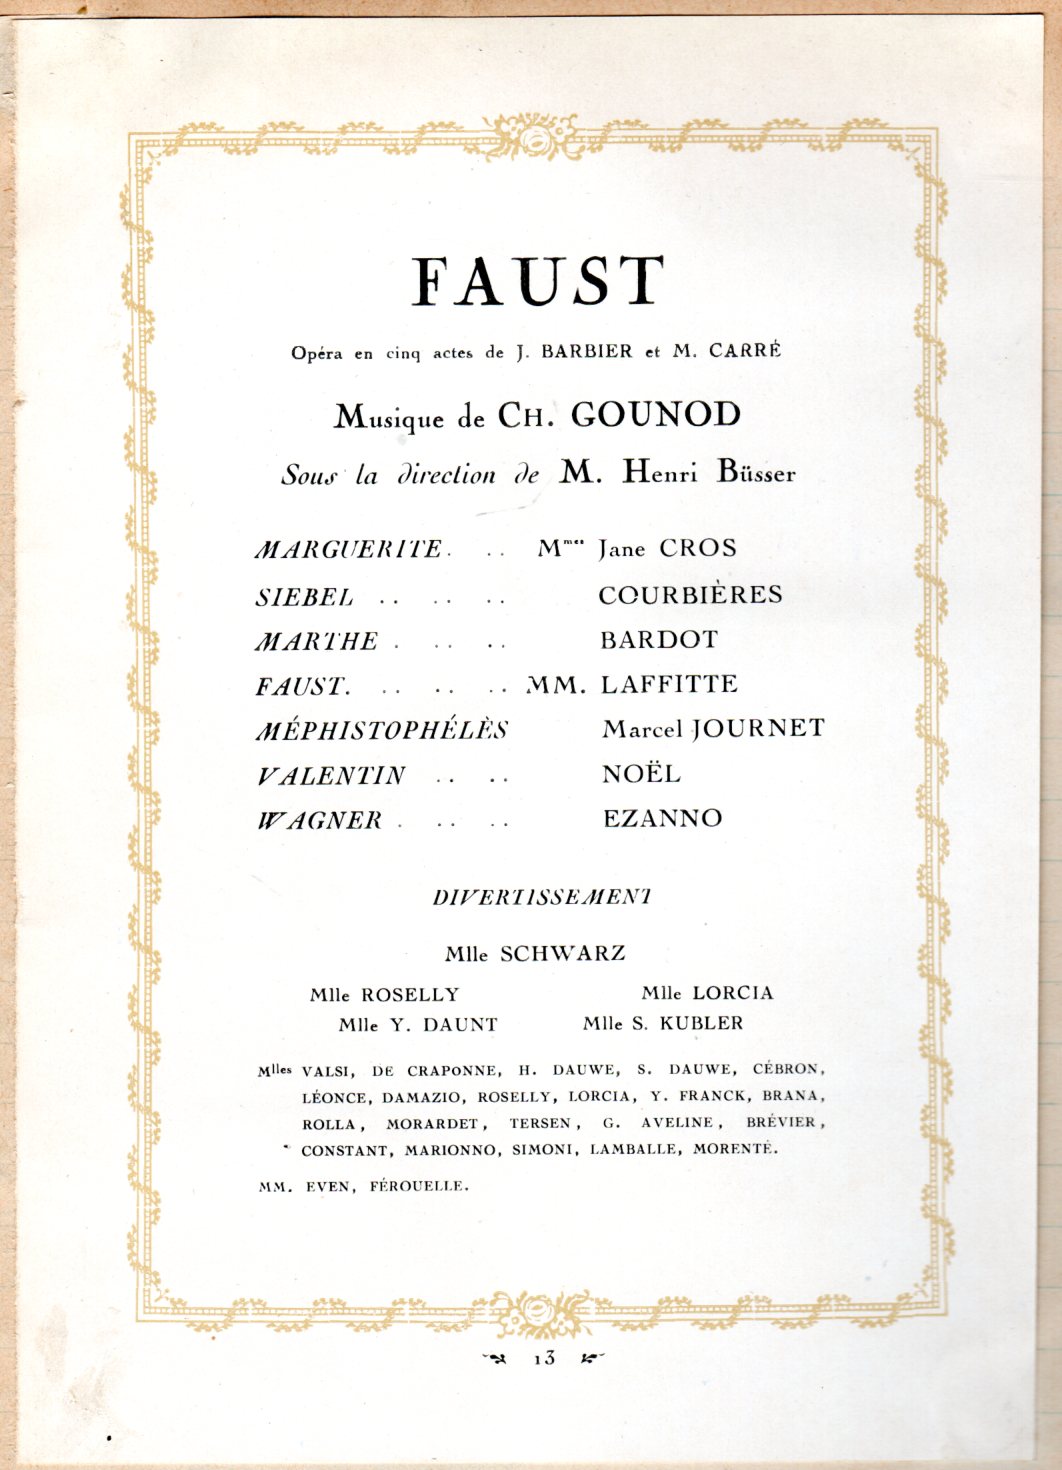 FAUST
Opéra en cinq actes de J. BARBIER et M. CARRÉ
Musique de CH. GOUNOD
Sous la direction de M. Henri Büsser
MARGUERITE. .. Mmes Jane CROS
SIEBEL .. .. .. COURBIÈRES
MARTHE . .. .. BARDOT
FAUST. .. .. .. MM. LAFFITTE
MÉPHISTOPHÉLÈS Marcel JOURNET
VALENTIN .. .. NOËL
WAGNER . .. .. EZANNO
DIVERTISSEMENT
Mlle SCHWARZ
Mlle ROSELLY Mlle LORCIA
Mlle Y. DAUNT Mlle S. KUBLER
Mlles VALSI, DE CRAPONNE, H. DAUWE, S. DAUWE, CÉBRON,
LÉONCE, DAMAZIO, ROSELLY, LORCIA, Y. FRANCK, BRANA,
ROLLA, MORARDET, TERSEN, G. AVELINE, BRÉVIER,
CONSTANT, MARIONNO, SIMONI, LAMBALLE, MORENTÉ.
MM. EVEN, FÉROUELLE.
13